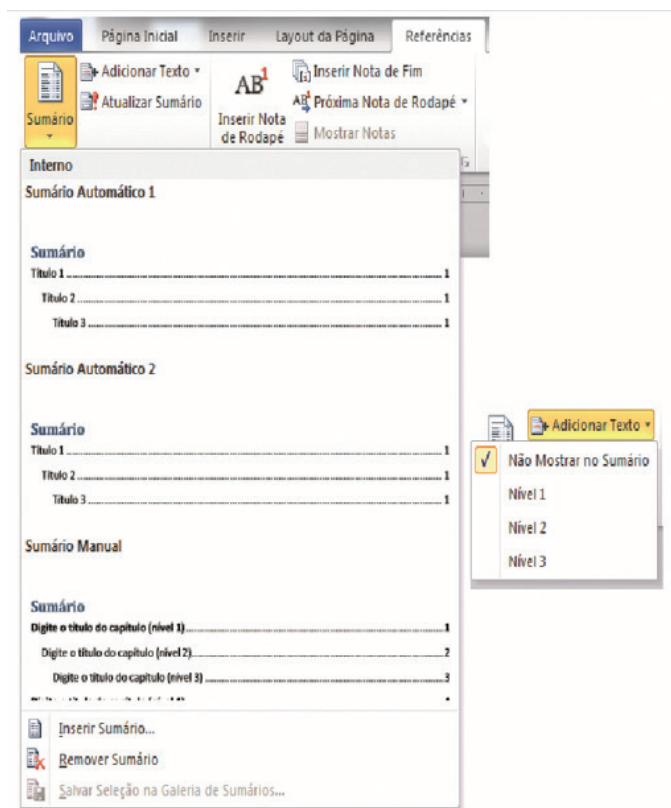 Arquivo Página Inicial Inserir Layout da Página Referências
Adicionar Texto
Atualizar Sumário
Sumário
AB1
Inserir Nota
de Rodapé
Inserir Nota de Fim
AB1 Próxima Nota de Rodapé
Mostrar Notas
Interno
Sumário Automático 1
Sumário
Título 1 1
Título 2 1
Título 3 1
Sumário Automático 2
Sumário
Título 1 1
Título 2 1
Título 3 1
Sumário Manual
Sumário
Digite o título do capítulo (nível 1) 1
Digite o título do capítulo (nível 2) 2
Digite o título do capítulo (nível 3) 3
Inserir Sumário...
Remover Sumário
Salvar Seleção na Galeria de Sumários...
Adicionar Texto
Não Mostrar no Sumário
Nível 1
Nível 2
Nível 3